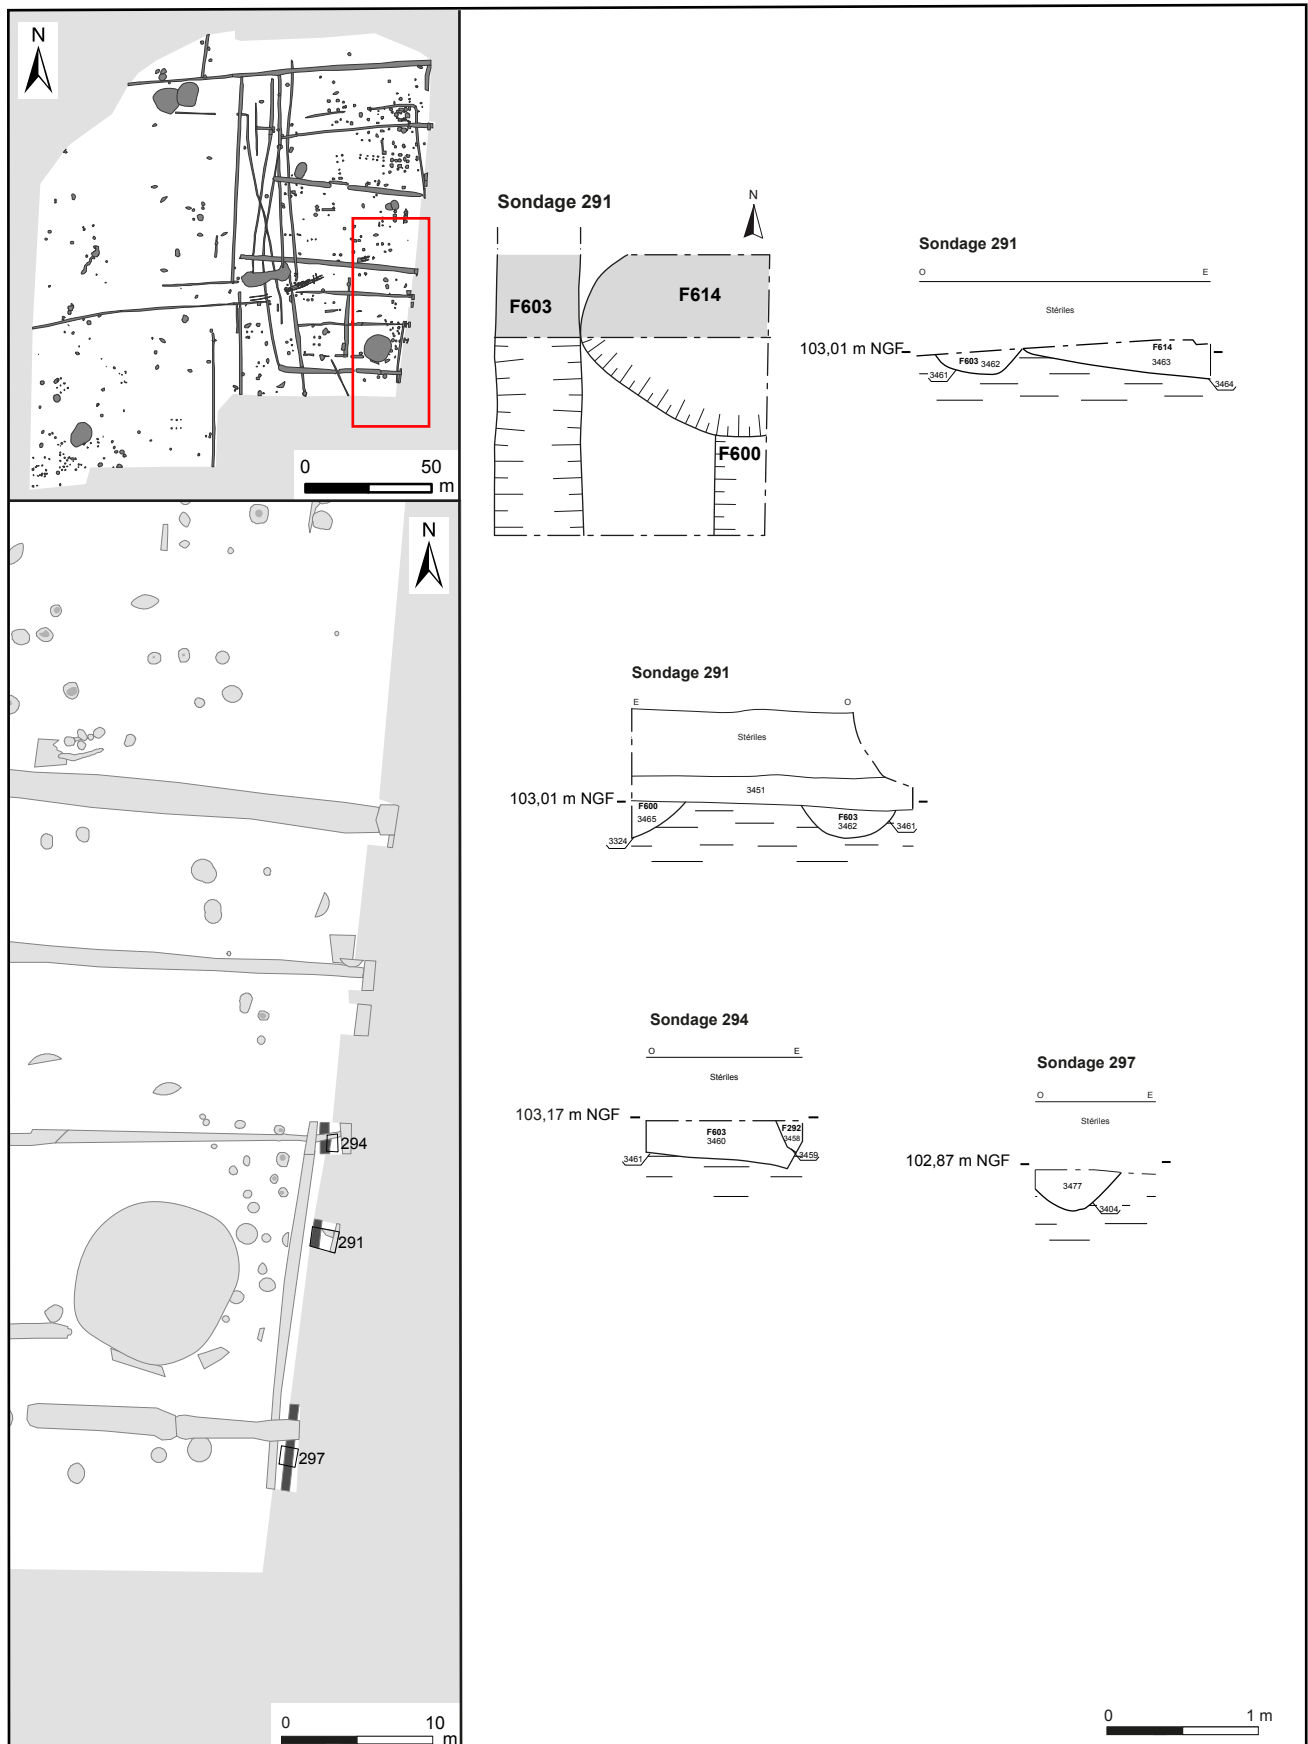 N
0 50
m
N
294
291
297
0 10
m
Sondage 291
N
F603
F614
F600
Sondage 291
O E
Stériles
103,01 m NGF
F614
F603 3462
3463
3461
3464
Sondage 291
E O
Stériles
3451
103,01 m NGF
F600
3465
F603
3462
3461
3324
Sondage 294
O E
Stériles
103,17 m NGF
F603
3460
F292
3458
3461
3459
Sondage 297
O E
Stériles
102,87 m NGF
3477
3404
0 1 m